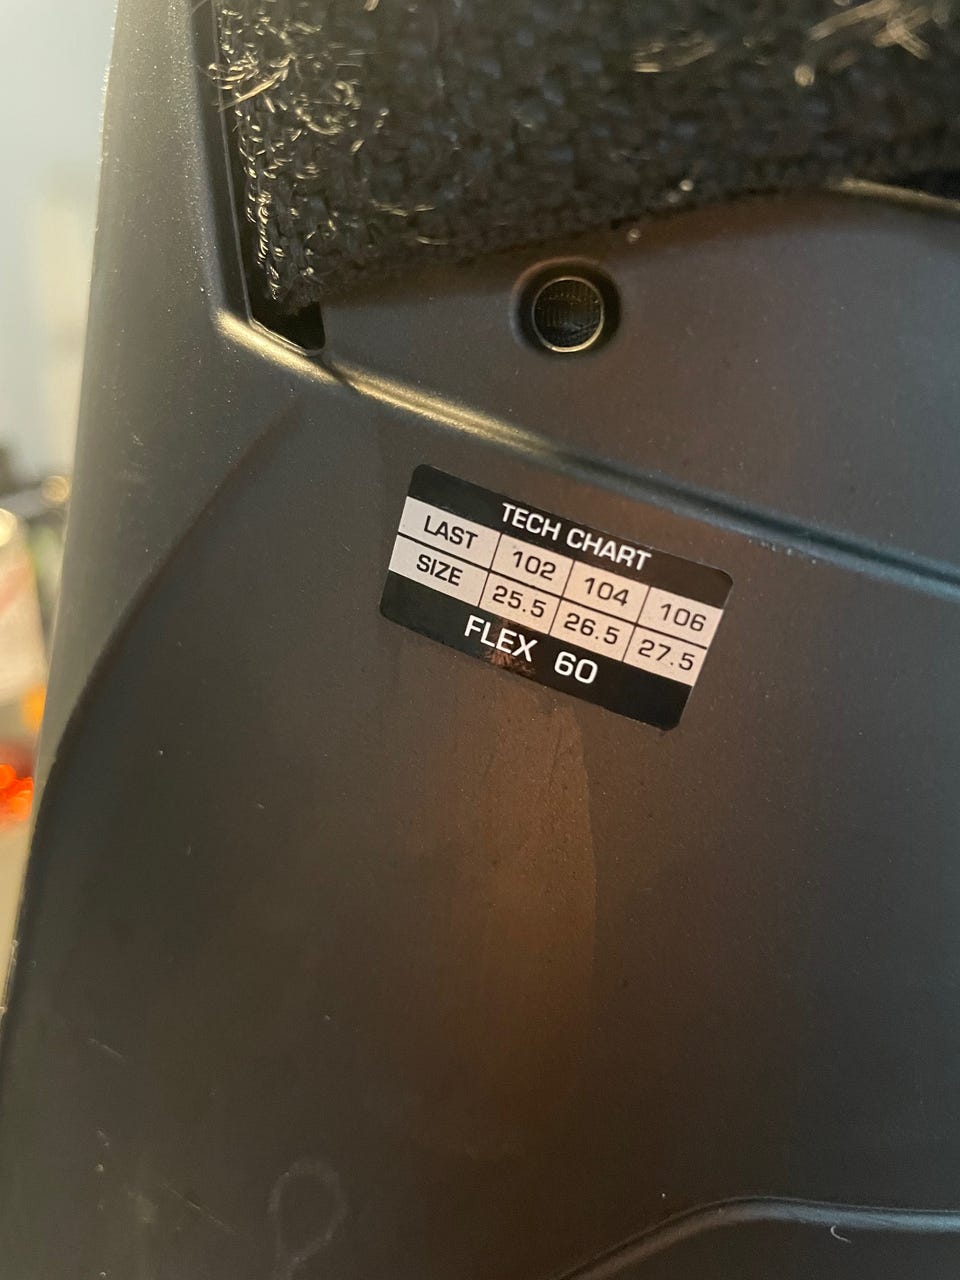 TECH CHART
LAST 102 104 106
SIZE 25.5 26.5 27.5
FLEX 60